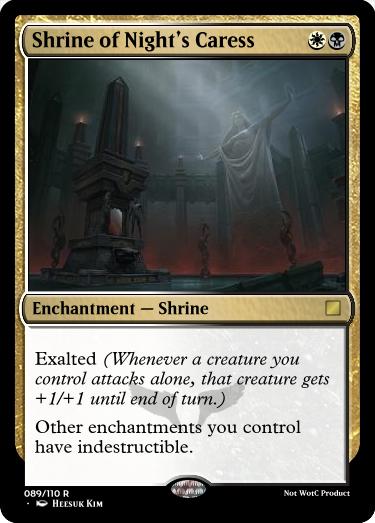 Shrine of Night's Caress
Enchantment — Shrine
Exalted (Whenever a creature you
control attacks alone, that creature gets
+1/+1 until end of turn.)
Other enchantments you control
have indestructible.
089/110 R
Not WotC Product
· Heesuk Kim